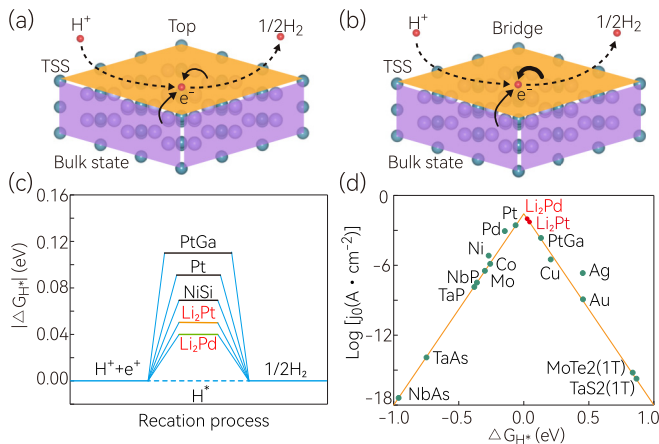 (a)
H⁺
Top
1/2H₂
TSS
e⁻
Bulk state
(b)
H⁺
Bridge
1/2H₂
TSS
e⁻
Bulk state
(c)
0.16
0.12
0.08
0.04
0.00
|△G_H*| (eV)
PtGa
Pt
NiSi
Li₂Pt
Li₂Pd
H⁺+e⁺
1/2H₂
H*
Recation process
(d)
0
-6
-12
-18
Log [j₀(A • cm⁻²)]
Li₂Pd
Pt
Li₂Pt
Pd
PtGa
Ni
Co
Cu
Ag
NbP
Mo
TaP
Au
TaAs
MoTe2(1T)
TaS2(1T)
NbAs
-1.0
-0.5
0.0
0.5
1.0
△G_H* (eV)